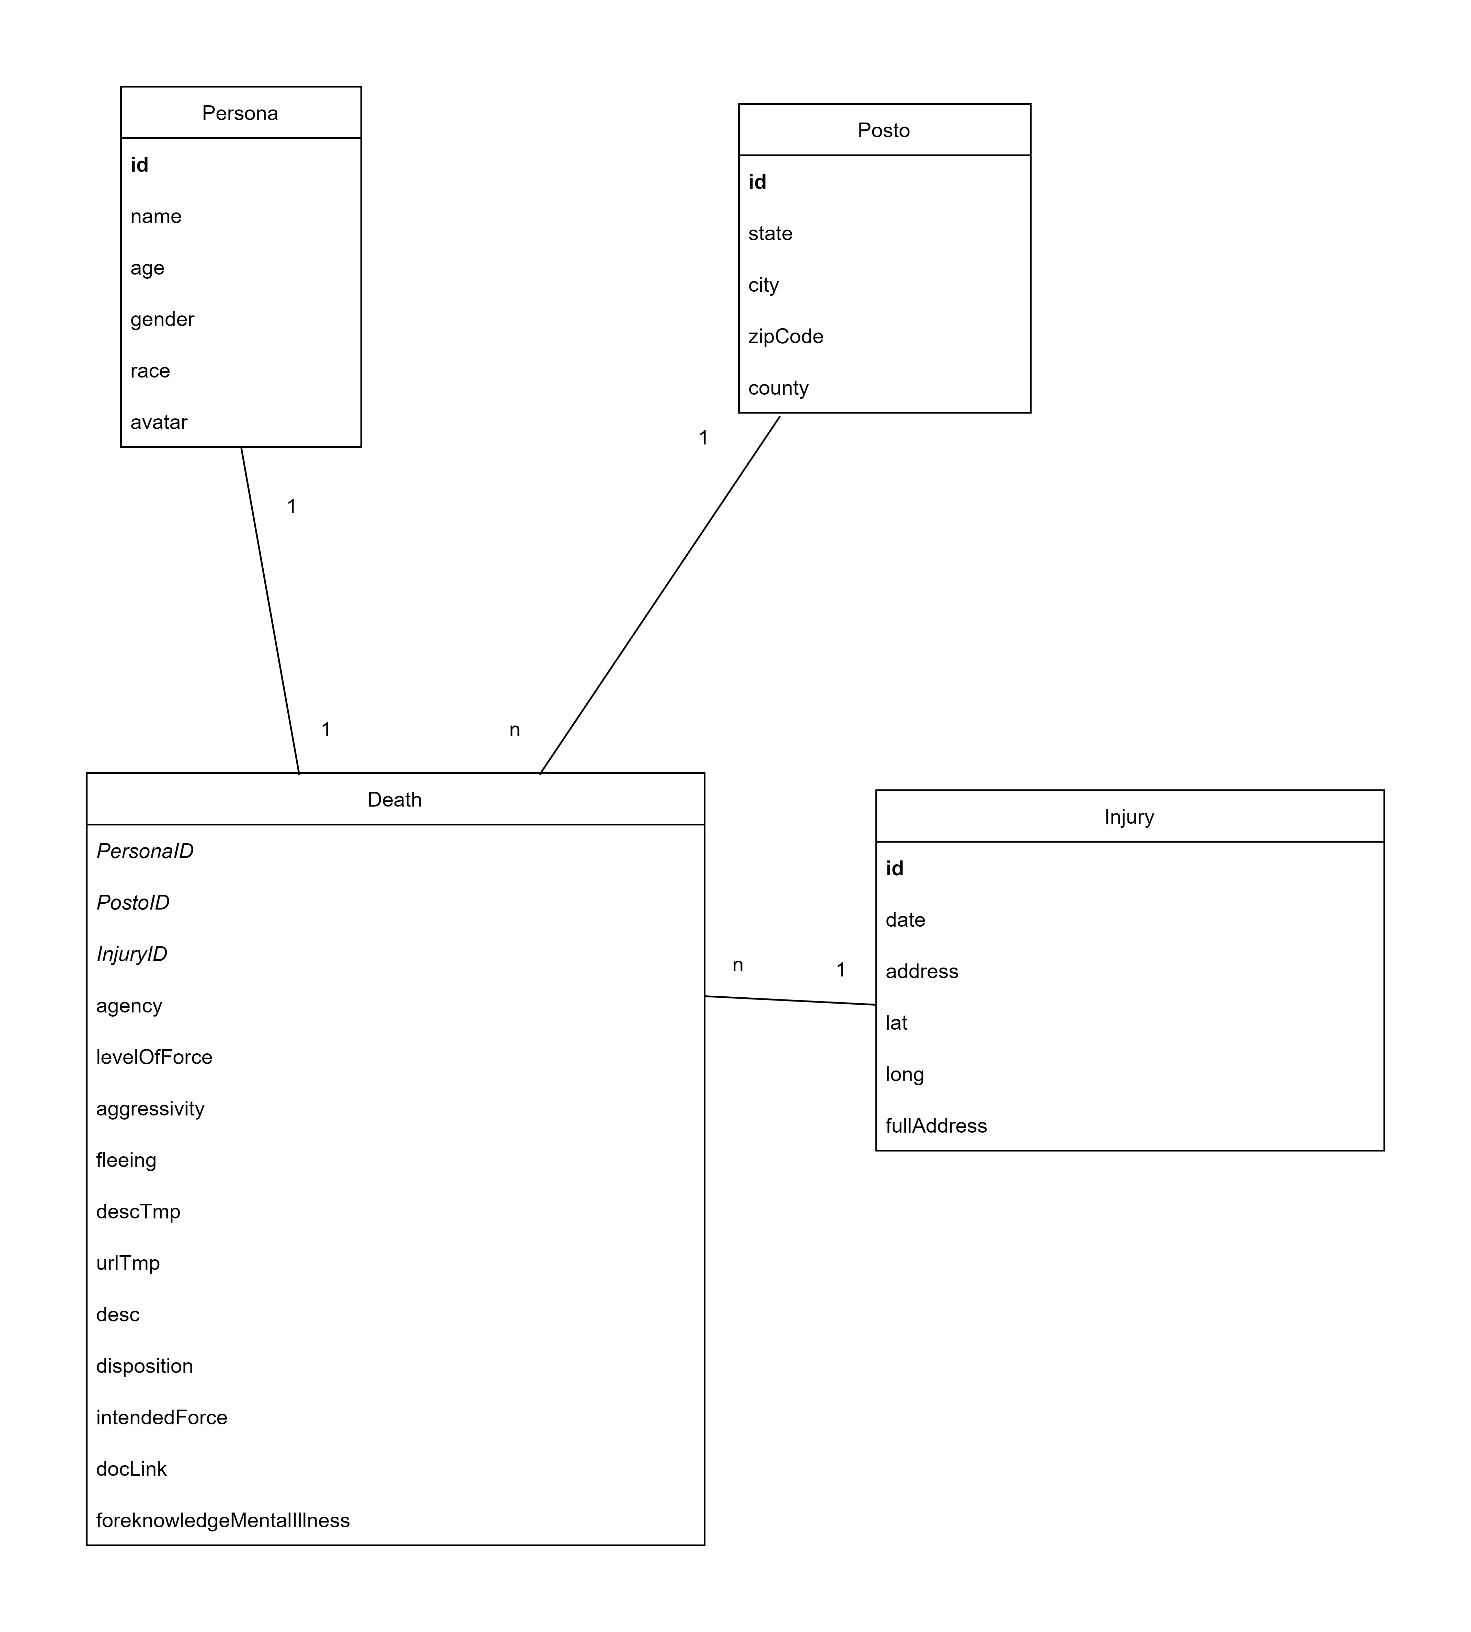 Persona
id
name
age
gender
race
avatar
1
1
Posto
id
state
city
zipCode
county
1
n
Death
PersonaID
PostoID
InjuryID
agency
levelOfForce
aggressivity
fleeing
descTmp
urlTmp
desc
disposition
intendedForce
docLink
foreknowledgeMentalIllness
n
1
Injury
id
date
address
lat
long
fullAddress